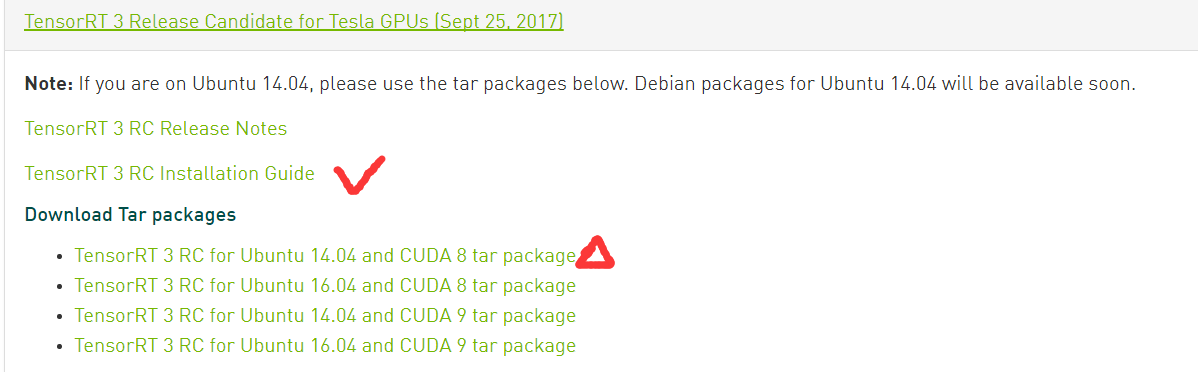 TensorRT 3 Release Candidate for Tesla GPUs (Sept 25, 2017)
Note: If you are on Ubuntu 14.04, please use the tar packages below. Debian packages for Ubuntu 14.04 will be available soon.
TensorRT 3 RC Release Notes
TensorRT 3 RC Installation Guide
Download Tar packages
• TensorRT 3 RC for Ubuntu 14.04 and CUDA 8 tar package
• TensorRT 3 RC for Ubuntu 16.04 and CUDA 8 tar package
• TensorRT 3 RC for Ubuntu 14.04 and CUDA 9 tar package
• TensorRT 3 RC for Ubuntu 16.04 and CUDA 9 tar package